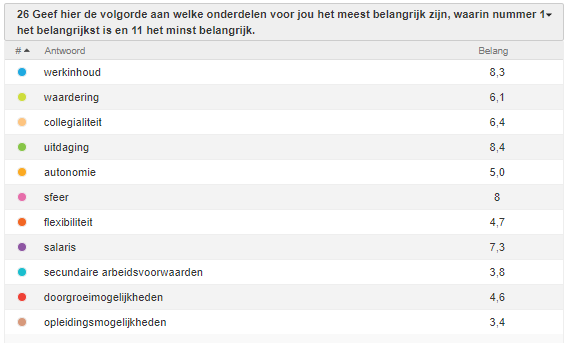 26 Geef hier de volgorde aan welke onderdelen voor jou het meest belangrijk zijn, waarin nummer 1
het belangrijkst is en 11 het minst belangrijk.
# Antwoord Belang
werkinhoud 8,3
waardering 6,1
collegialiteit 6,4
uitdaging 8,4
autonomie 5,0
sfeer 8
flexibiliteit 4,7
salaris 7,3
secundaire arbeidsvoorwaarden 3,8
doorgroeimogelijkheden 4,6
opleidingsmogelijkheden 3,4